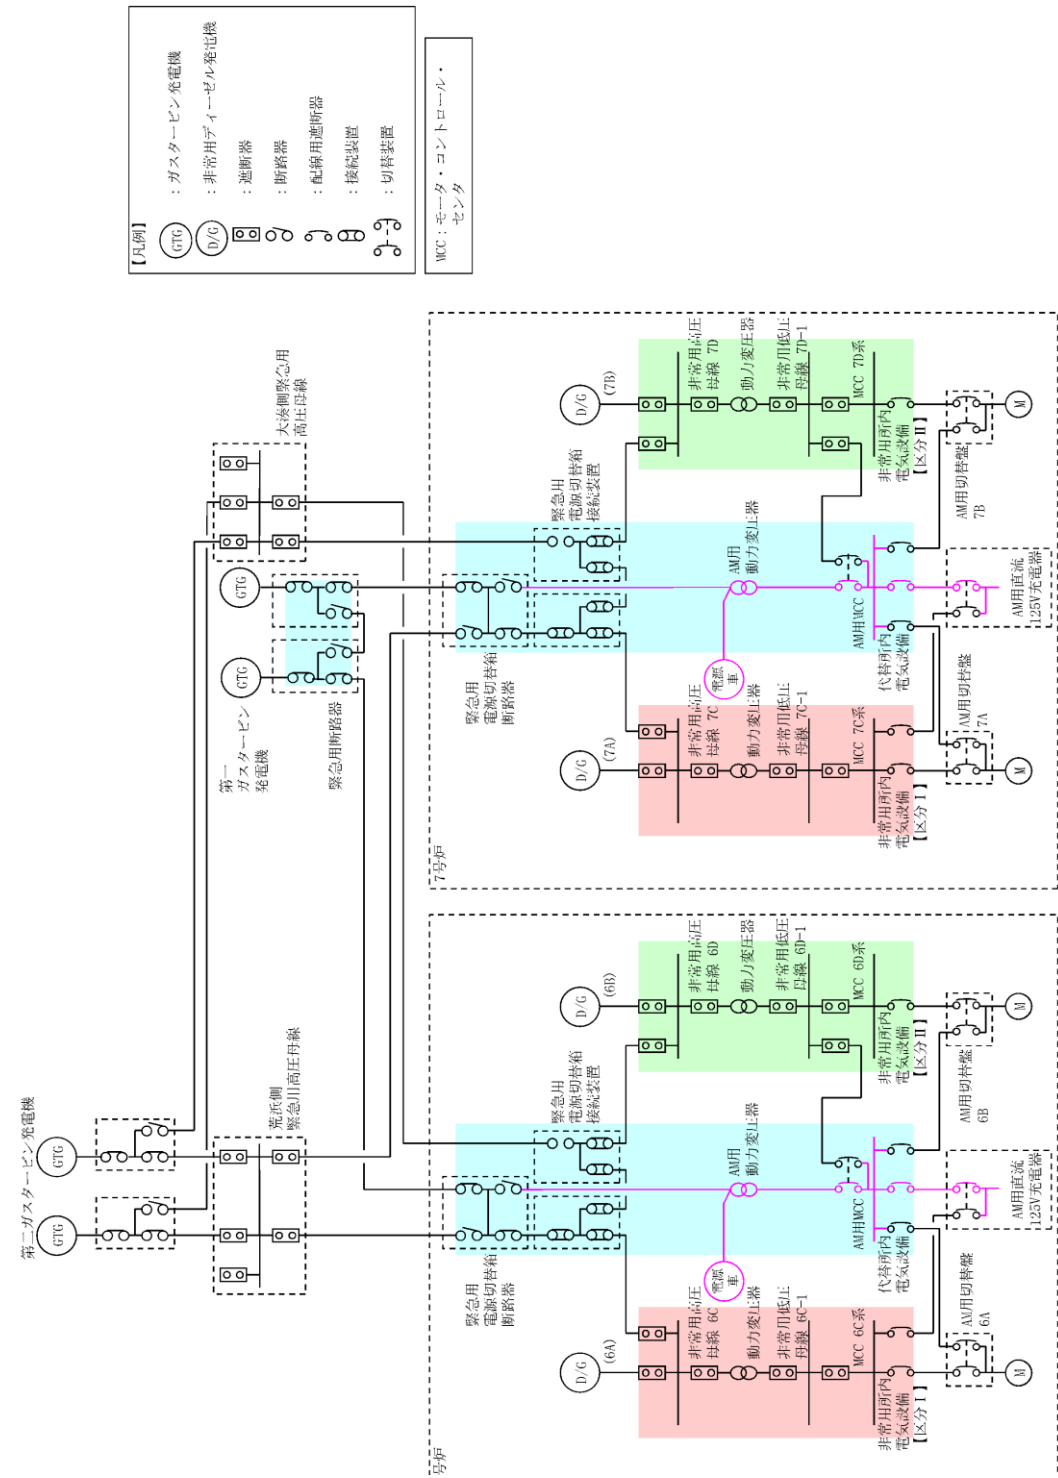 【凡例】
GTG
：ガスタービン発電機
D/G
：非常用ディーゼル発電機
：遮断器
：断路器
：配線用遮断器
：接続装置
：切替装置
MCC：モータ・コントロール・
センタ
第二ガスタービン発電機
GTG
GTG
荒浜側
緊急用高圧母線
第一
ガスタービン
発電機
GTG
GTG
緊急用断路器
大湊側緊急用
高圧母線
7号炉
緊急用
電源切替箱
断路器
緊急用
電源切替箱
接続装置
D/G
(7A)
非常用高圧
母線 7C
動力変圧器
非常用低圧
母線 7C-1
MCC 7C系
非常用所内
電気設備
【区分Ⅰ】
AM用切替盤
7A
M
電源
車
AM用
動力変圧器
AM用MCC
代替所内
電気設備
AM用直流
125V充電器
D/G
(7B)
非常用高圧
母線 7D
動力変圧器
非常用低圧
母線 7D-1
MCC 7D系
非常用所内
電気設備
【区分Ⅱ】
AM用切替盤
7B
M
号炉
緊急用
電源切替箱
断路器
緊急用
電源切替箱
接続装置
D/G
(6A)
非常用高圧
母線 6C
動力変圧器
非常用低圧
母線 6C-1
MCC 6C系
非常用所内
電気設備
【区分Ⅰ】
AM用切替盤
6A
M
電源
車
AM用
動力変圧器
AM用MCC
代替所内
電気設備
AM用直流
125V充電器
D/G
(6B)
非常用高圧
母線 6D
動力変圧器
非常用低圧
母線 6D-1
MCC 6D系
非常用所内
電気設備
【区分Ⅱ】
AM用切替盤
6B
M